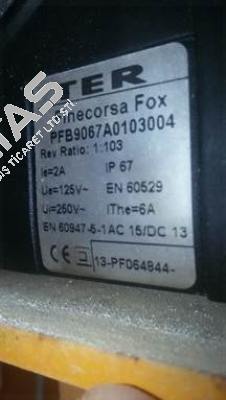 TER
necorsa Fox
PFB9067A0103004
Rev Ratio: 1:103
Ie=2A IP 67
Ue=125V~ EN 60529
Ui=250V~ IThe=6A
EN 60947-5-1 AC 15/DC 13
CE 13-PF064844-